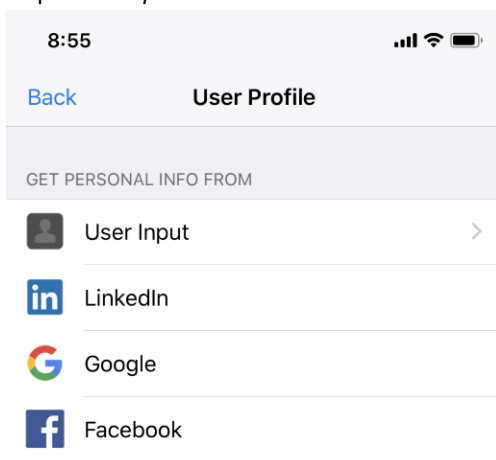 8:55
Back User Profile
GET PERSONAL INFO FROM
User Input
in LinkedIn
Google
f Facebook